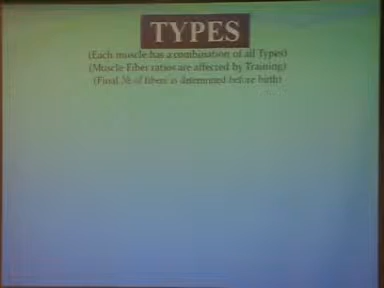 TYPES
(Each muscle has a combination of all Types)
(Muscle Fiber ratios are affected by Training)
(Final % of fibers is determined before birth)